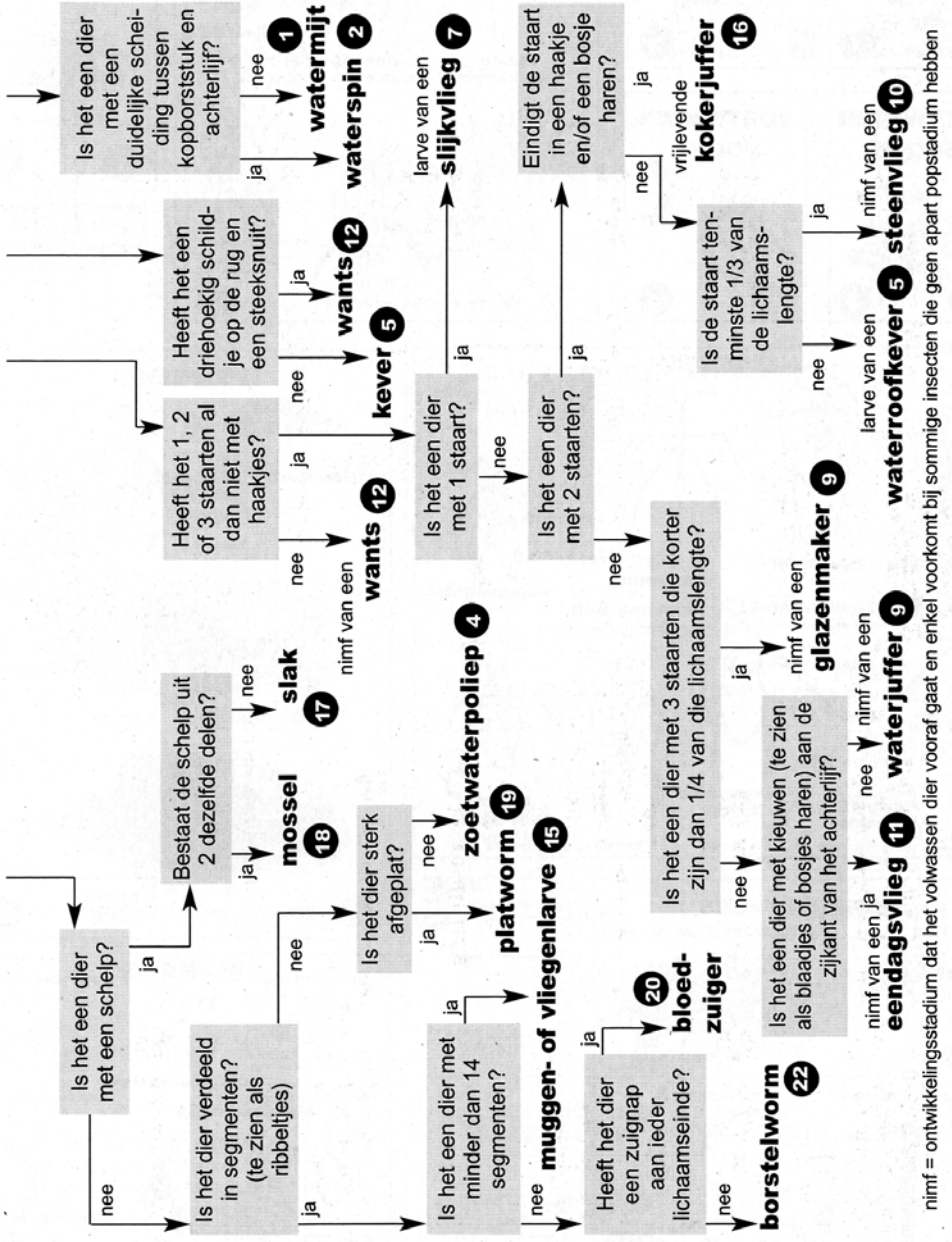 Is het een dier
met een schelp?
nee
ja
Bestaat de schelp uit
2 dezelfde delen?
ja
nee
mossel
18
slak
17
Is het dier verdeeld
in segmenten?
(te zien als
ribbeltjes)
ja
nee
Is het dier sterk
afgeplat?
ja
nee
platworm 19
zoetwaterpoliep 4
Is het een dier met
minder dan 14
segmenten?
ja
nee
muggen- of vliegenlarve 15
Heeft het dier
een zuignap
aan ieder
lichaamseinde?
ja
nee
20
bloed-
zuiger
borstelworm
22
Heeft het 1, 2
of 3 starten al
dan niet met
haakjes?
nee
ja
nimf van een
wants 12
Heeft het een
driehoekig schild-
je op de rug en
een steeksnuit?
nee
ja
kever 5
wants 12
Is het een dier
met een
duidelijke schei-
ding tussen
kopborststuk en
achterlijf?
ja
nee
waterspin 2
watermijt
1
Is het een dier
met 1 staart?
ja
nee
larve van een
slijkvlieg 7
Is het een dier
met 2 staarten?
ja
nee
Eindigt de staart
in een haakje
en/of een bosje
haren?
ja
nee
vrijlevende
kokerjuffer
16
Is de staart ten-
minste 1/3 van
de lichaams-
lengte?
nee
ja
larve van een
waterroofkever 5
nimf van een
steenvlieg 10
Is het een dier met 3 staarten die korter
zijn dan 1/4 van die lichaamslengte?
nee
ja
nimf van een
glazenmaker 9
Is het een dier met kieuwen (te zien
als blaadjes of bosjes haren) aan de
zijkant van het achterlijf?
ja
nee
nimf van een
eendagsvlieg 11
nimf van een
waterjuffer 9
nimf = ontwikkelingsstadium dat het volwassen dier vooraf gaat en enkel voorkomt bij sommige insecten die geen apart popstadium hebben